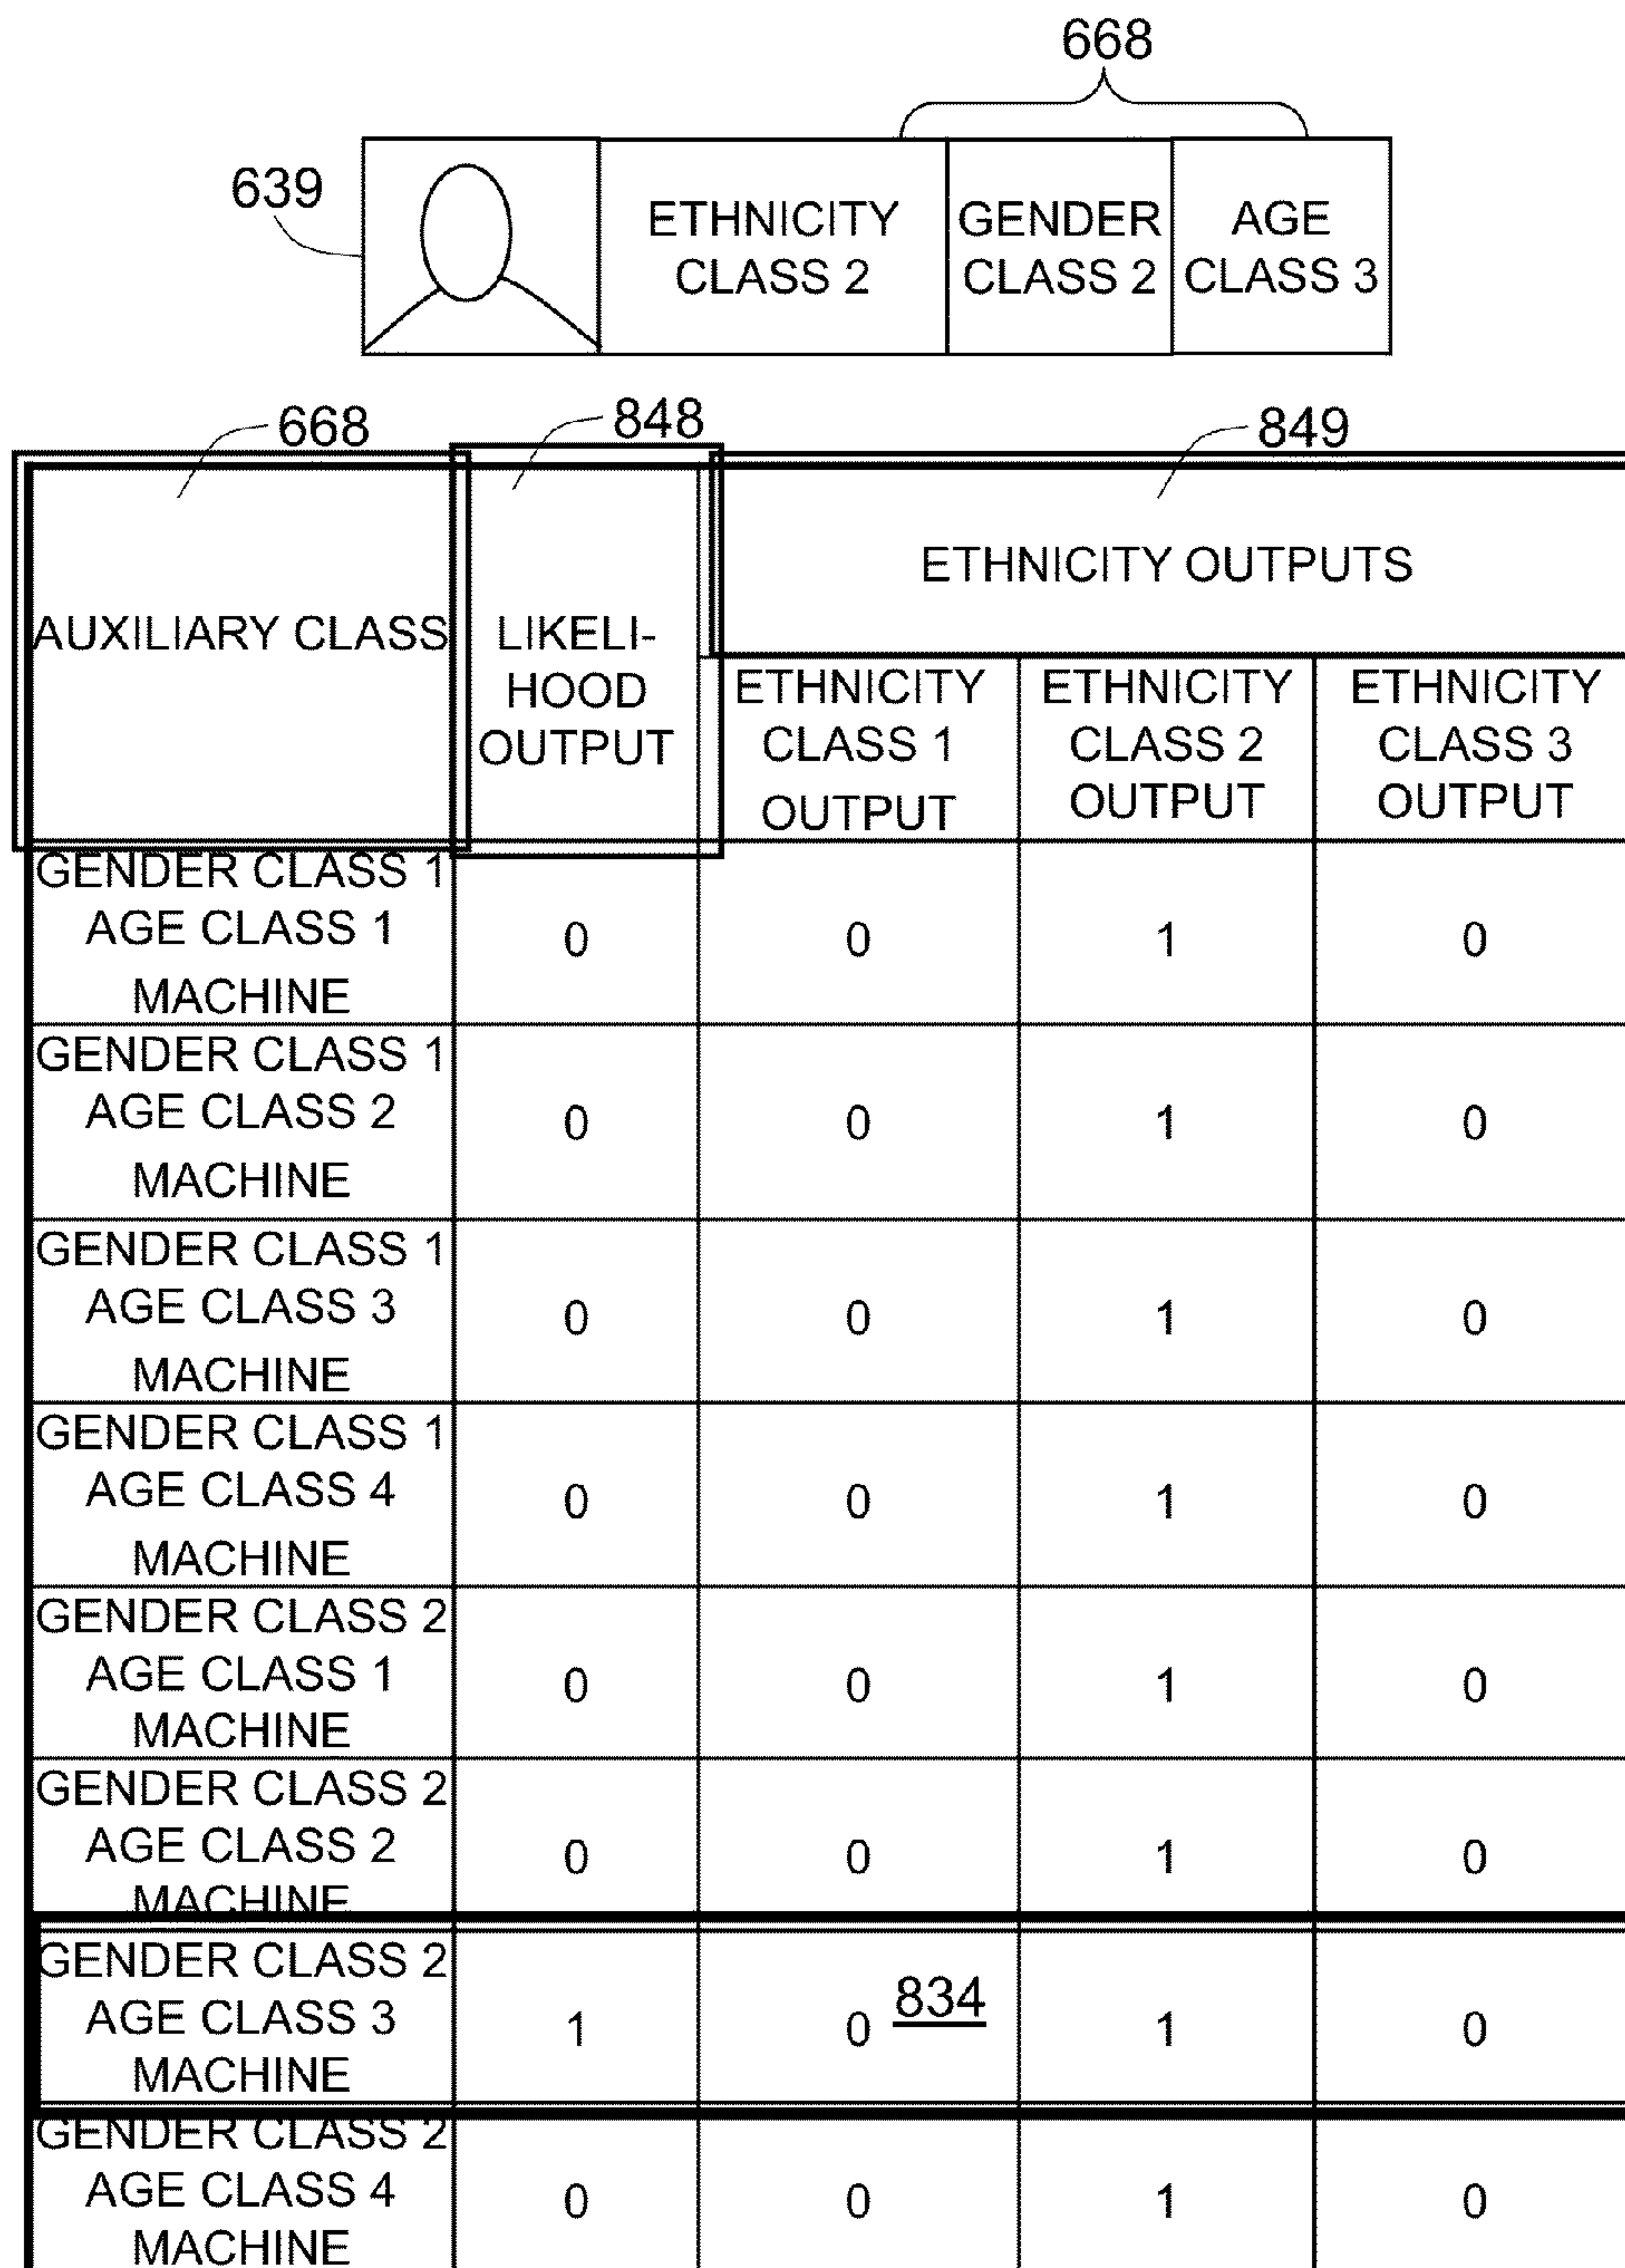 668
639
ETHNICITY GENDER AGE
CLASS 2 CLASS 2 CLASS 3
668 848 849
ETHNICITY OUTPUTS
AUXILIARY CLASS LIKELI-
HOOD
OUTPUT
ETHNICITY ETHNICITY ETHNICITY
CLASS 1 CLASS 2 CLASS 3
OUTPUT OUTPUT OUTPUT
GENDER CLASS 1
AGE CLASS 1
MACHINE
0 0 1 0
GENDER CLASS 1
AGE CLASS 2
MACHINE
0 0 1 0
GENDER CLASS 1
AGE CLASS 3
MACHINE
0 0 1 0
GENDER CLASS 1
AGE CLASS 4
MACHINE
0 0 1 0
GENDER CLASS 2
AGE CLASS 1
MACHINE
0 0 1 0
GENDER CLASS 2
AGE CLASS 2
MACHINE
0 0 1 0
GENDER CLASS 2
AGE CLASS 3
MACHINE
1 0 834 1 0
GENDER CLASS 2
AGE CLASS 4
MACHINE
0 0 1 0